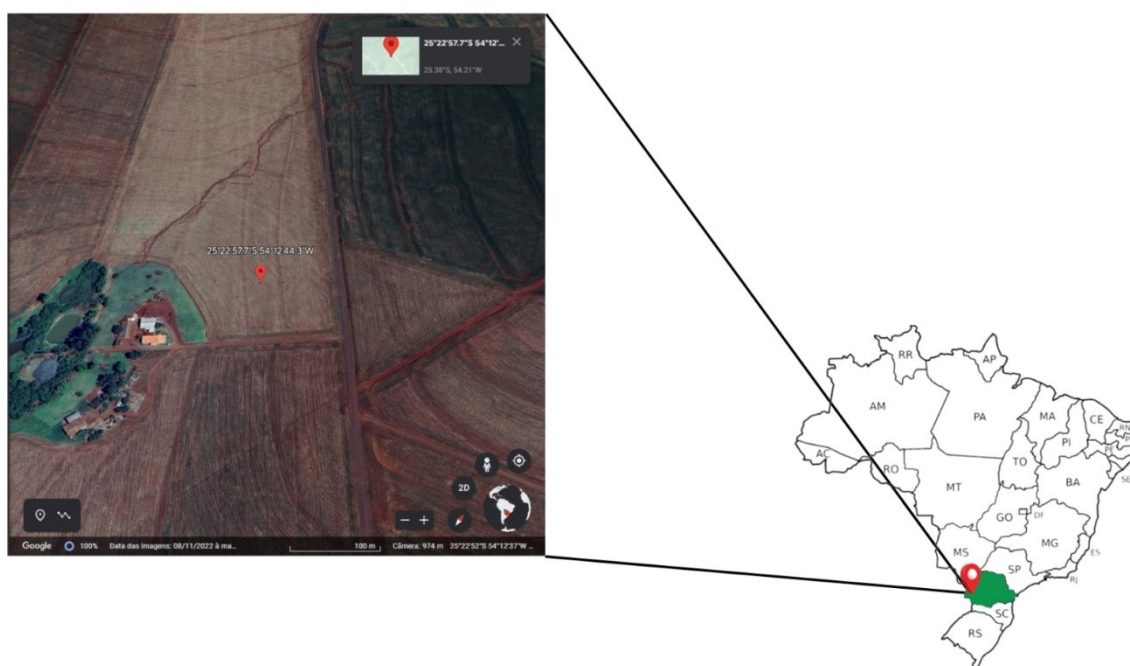 25°22'57.7"S 54°12'...
25.38°S, 54.21°W
25°22'57.7"S 54°12'44.3"W
2D
Google 100% Data das imagens: 08/11/2022 à ma... 100 m Câmera: 974 m 25°22'52"S 54°12'37"W ...
RR
AP
AM
PA
MA
CE
RN
PI
PE
AC
TO
SE
RO
BA
MT
GO
DF
MG
MS
ES
SP
RJ
SC
RS